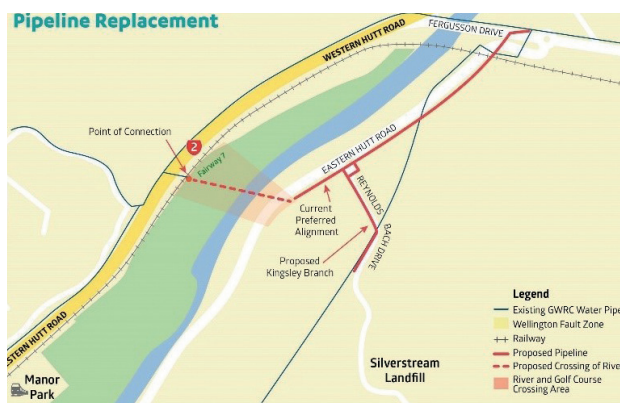 Pipeline Replacement
FERGUSSON DRIVE
WESTERN HUTT ROAD
Point of Connection
2
Fairway 7
EASTERN HUTT ROAD
REYNOLDS
BACH DRIVE
Current
Preferred
Alignment
Proposed
Kingsley Branch
STERN HUTT ROAD
Manor
Park
Silverstream
Landfill
Legend
Existing GWRC Water Pipe
Wellington Fault Zone
Railway
Proposed Pipeline
Proposed Crossing of Rive
River and Golf Course
Crossing Area